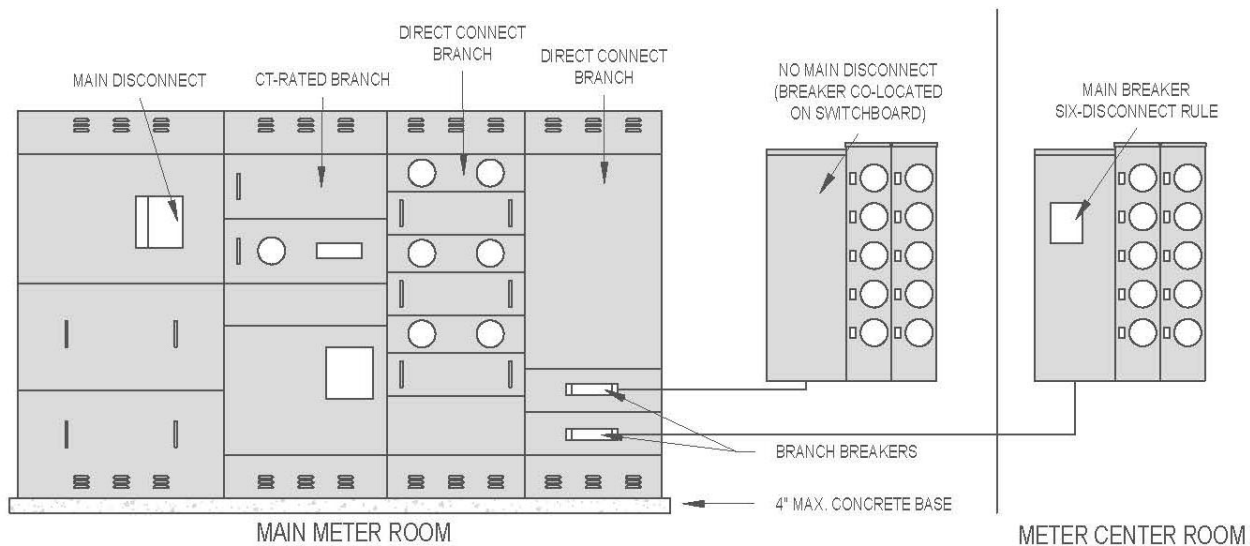 DIRECT CONNECT
BRANCH
DIRECT CONNECT
BRANCH
MAIN DISCONNECT
CT-RATED BRANCH
NO MAIN DISCONNECT
(BREAKER CO-LOCATED
ON SWITCHBOARD)
MAIN BREAKER
SIX-DISCONNECT RULE
BRANCH BREAKERS
4" MAX. CONCRETE BASE
MAIN METER ROOM
METER CENTER ROOM